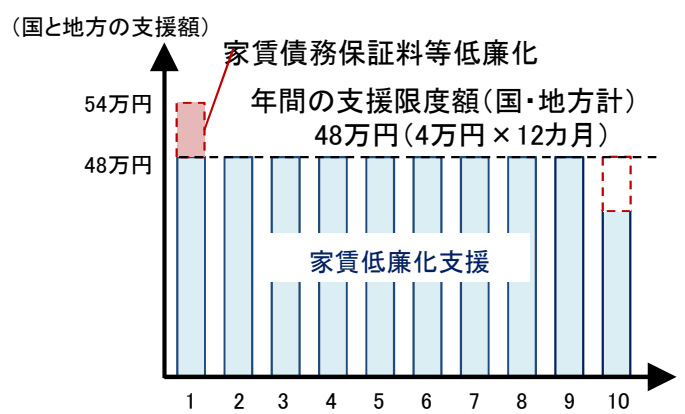 (国と地方の支援額)
家賃債務保証料等低廉化
54万円
年間の支援限度額(国・地方計)
48万円(4万円×12カ月)
48万円
家賃低廉化支援
1 2 3 4 5 6 7 8 9 10